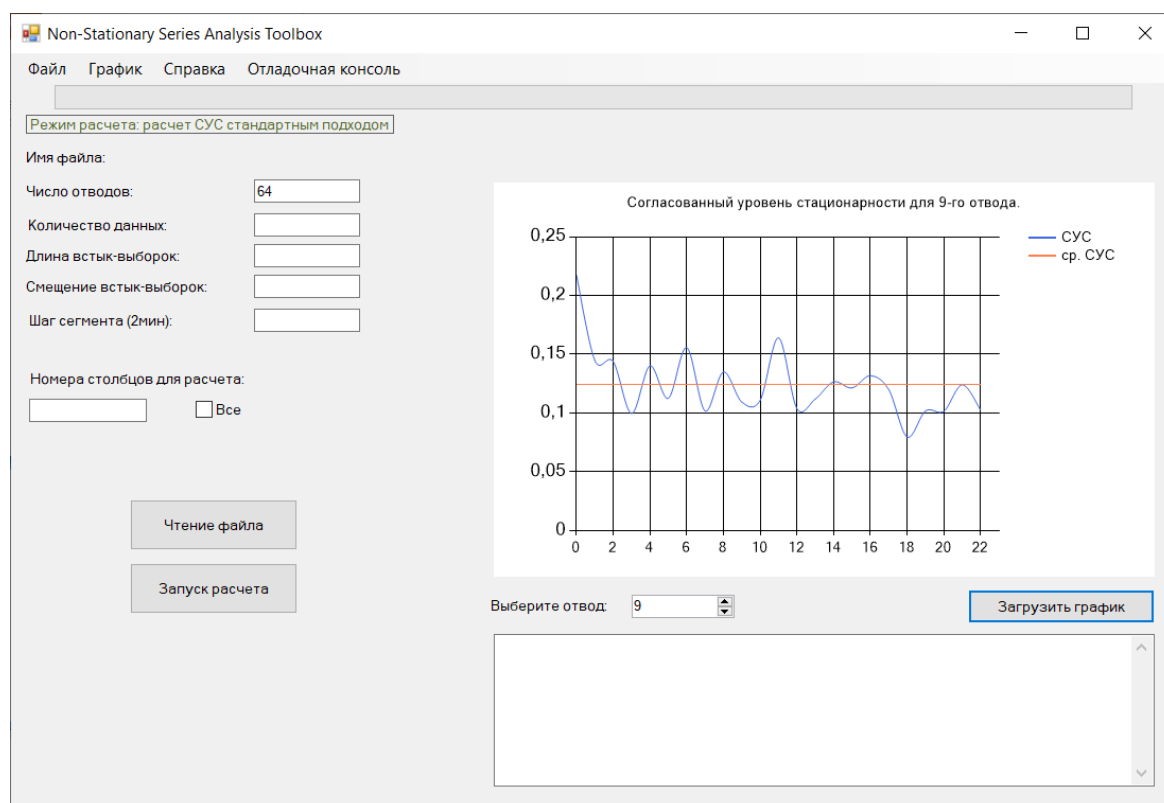 Non-Stationary Series Analysis Toolbox
Файл График Справка Отладочная консоль
Режим расчета: расчет СУС стандартным подходом
Имя файла:
Число отводов: 64
Количество данных:
Длина встык-выборок:
Смещение встык-выборок:
Шаг сегмента (2мин):
Номера столбцов для расчета:
Все
Чтение файла
Запуск расчета
Согласованный уровень стационарности для 9-го отвода.
СУС
ср. СУС
0,25
0,2
0,15
0,1
0,05
0
0 2 4 6 8 10 12 14 16 18 20 22
Выберите отвод: 9
Загрузить график